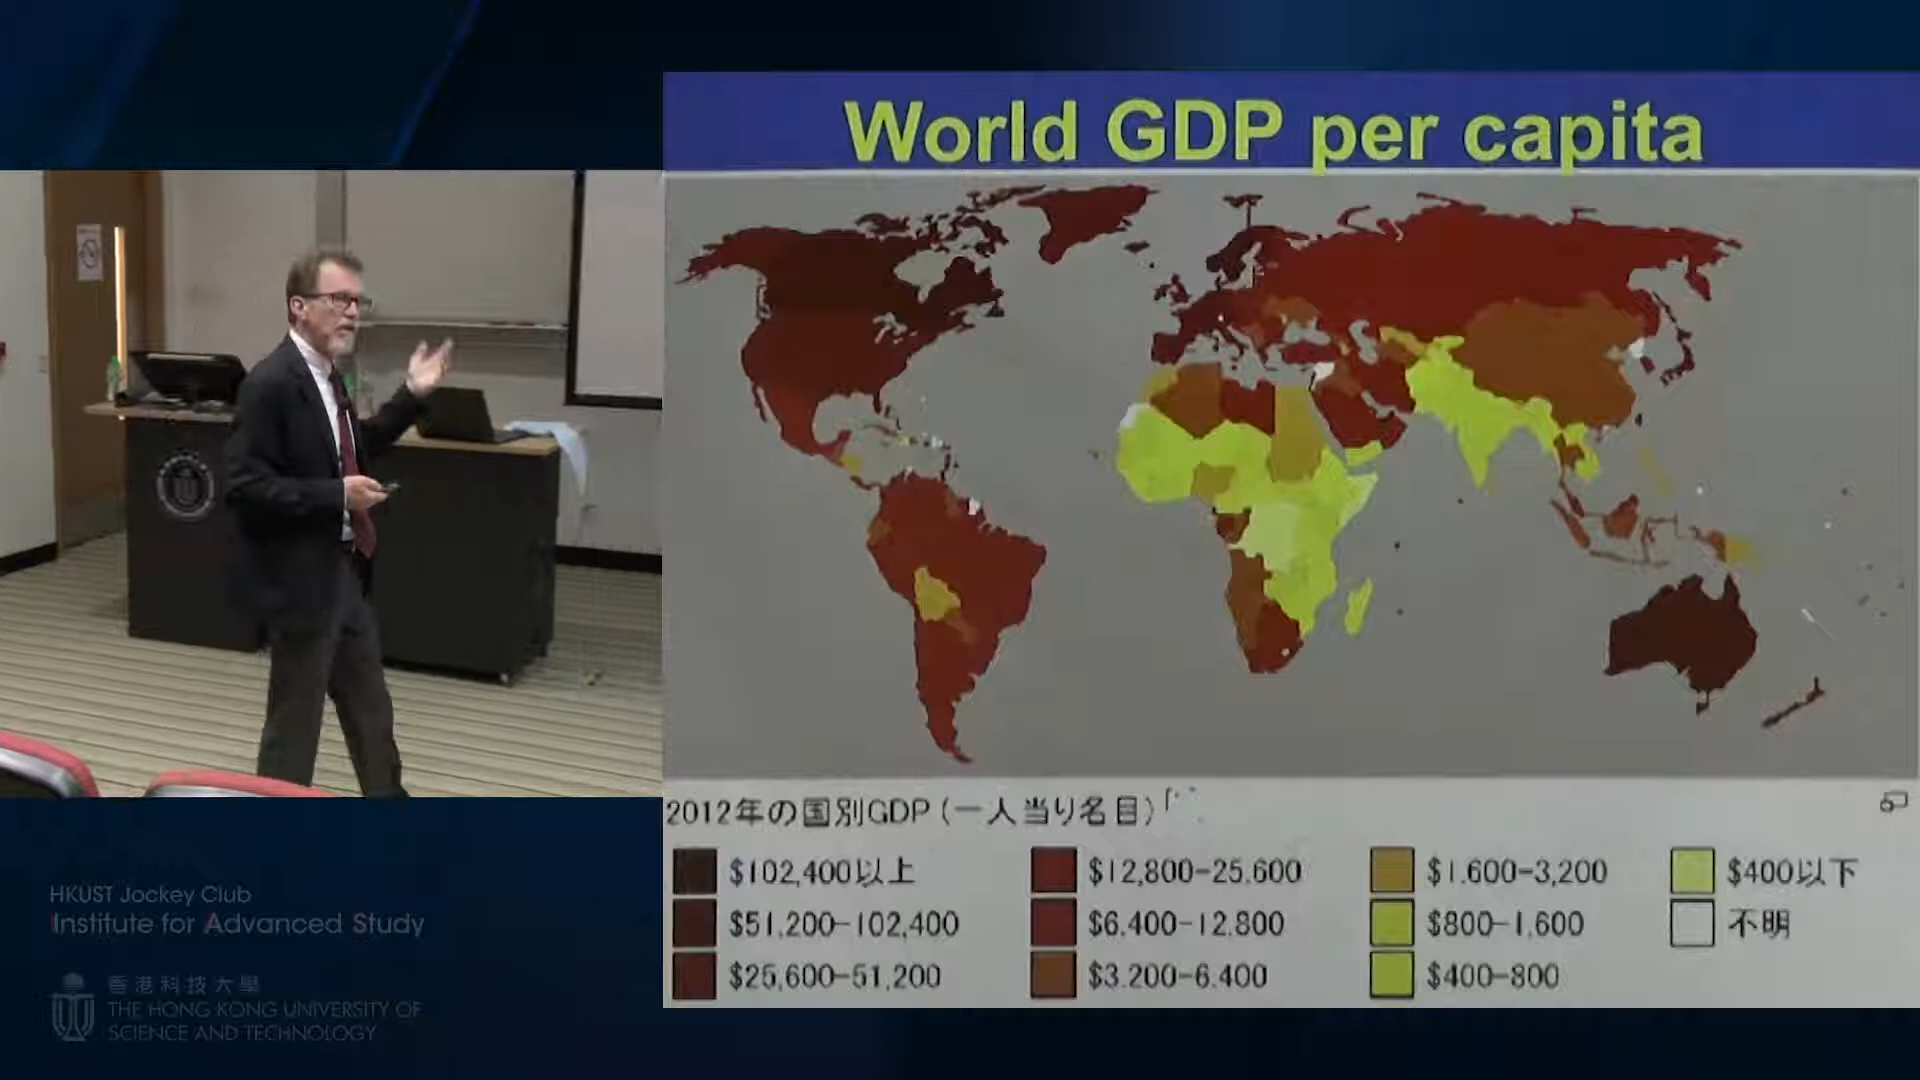 World GDP per capita
2012年の国別GDP (一人当り名目)
$102,400以上
$51,200-102,400
$25,600-51,200
$12,800-25,600
$6,400-12,800
$3,200-6,400
$1,600-3,200
$800-1,600
$400-800
$400以下
不明
HKUST Jockey Club
Institute for Advanced Study
香港科技大學
THE HONG KONG UNIVERSITY OF
SCIENCE AND TECHNOLOGY